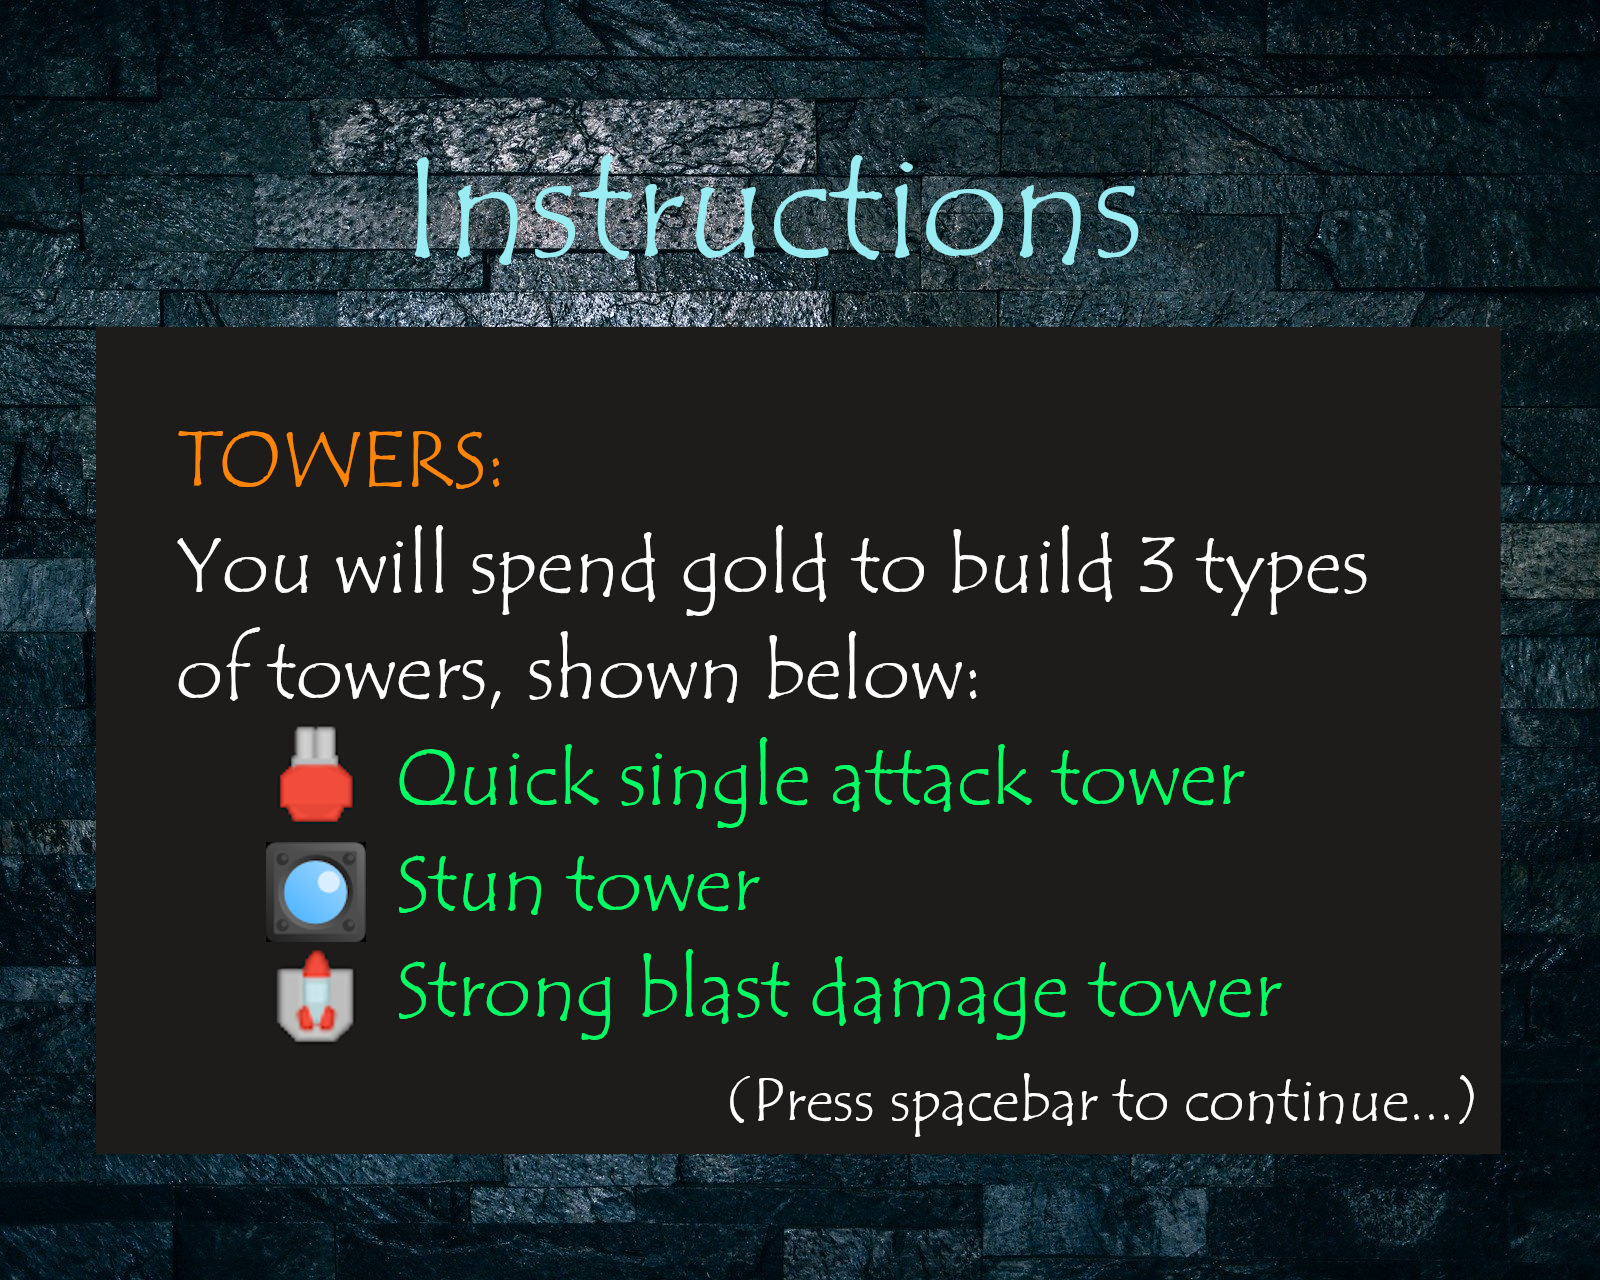 Instructions
TOWERS:
You will spend gold to build 3 types
of towers, shown below:
Quick single attack tower
Stun tower
Strong blast damage tower
(Press spacebar to continue...)